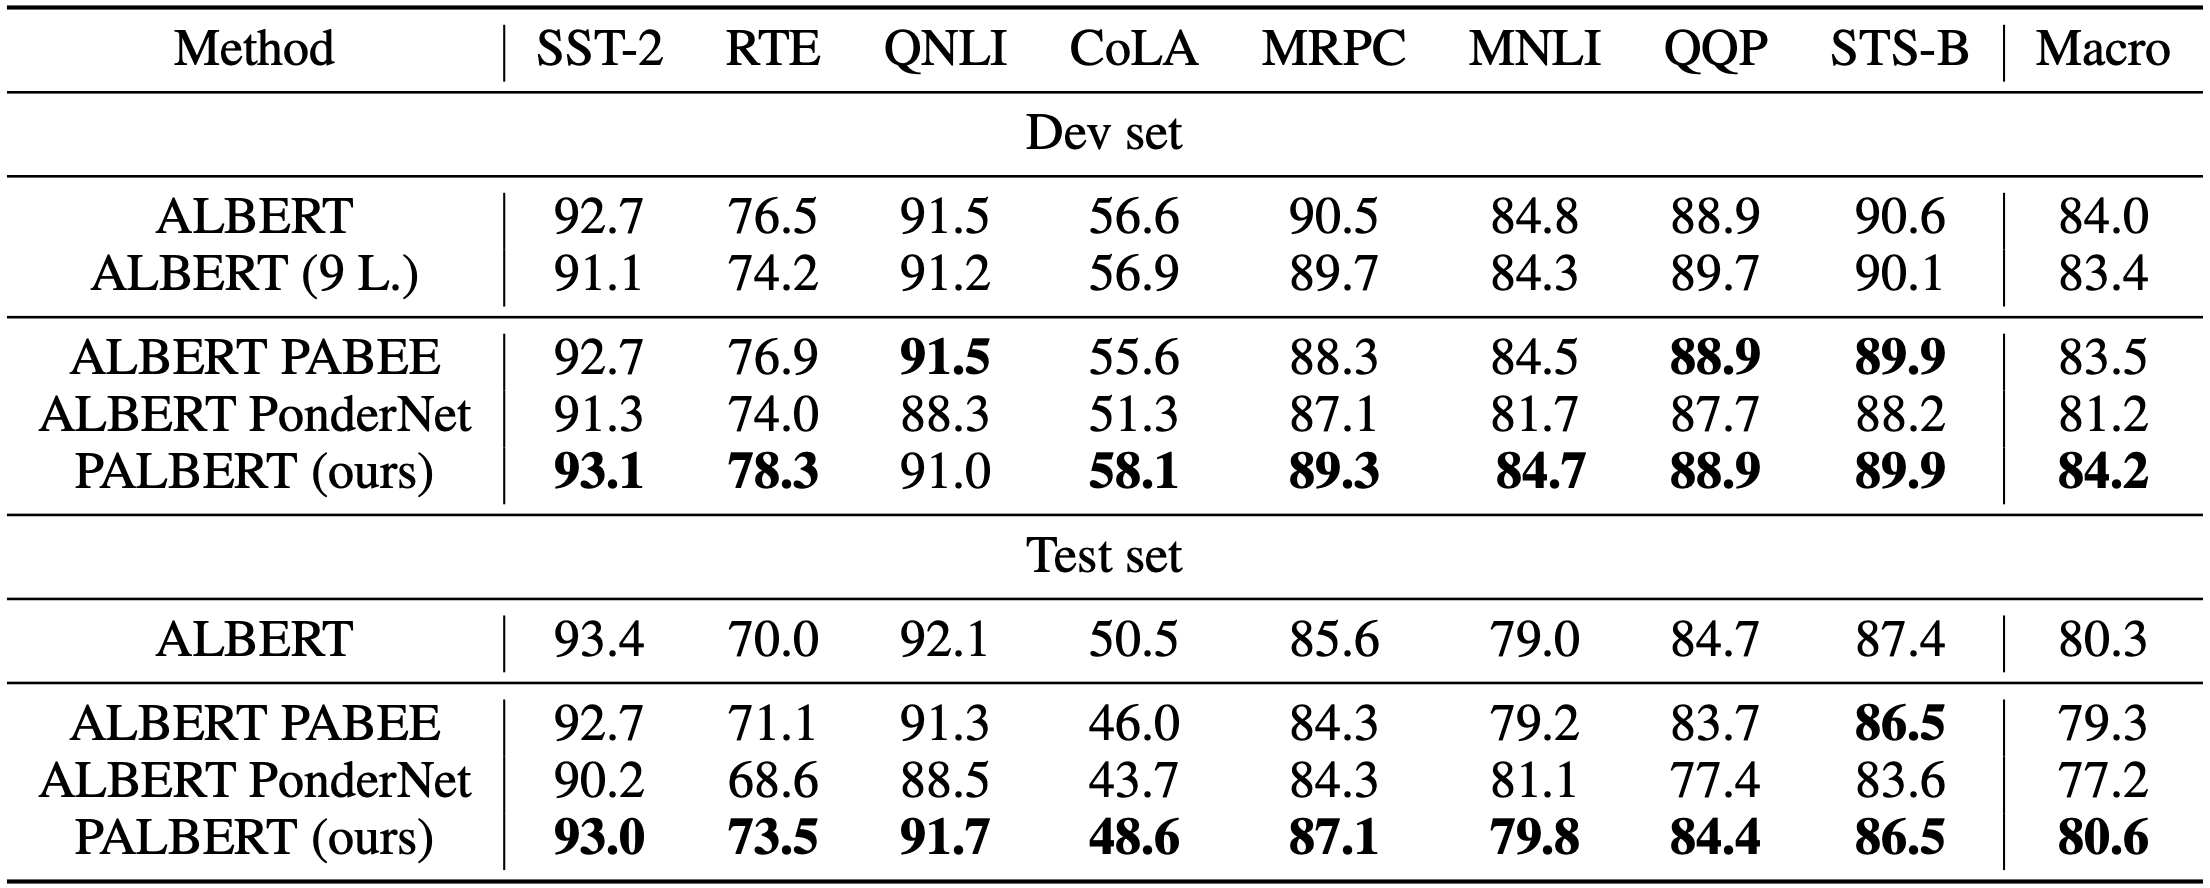 Method SST-2 RTE QNLI CoLA MRPC MNLI QQP STS-B Macro
Dev set
ALBERT 92.7 76.5 91.5 56.6 90.5 84.8 88.9 90.6 84.0
ALBERT (9 L.) 91.1 74.2 91.2 56.9 89.7 84.3 89.7 90.1 83.4
ALBERT PABEE 92.7 76.9 91.5 55.6 88.3 84.5 88.9 89.9 83.5
ALBERT PonderNet 91.3 74.0 88.3 51.3 87.1 81.7 87.7 88.2 81.2
PALBERT (ours) 93.1 78.3 91.0 58.1 89.3 84.7 88.9 89.9 84.2
Test set
ALBERT 93.4 70.0 92.1 50.5 85.6 79.0 84.7 87.4 80.3
ALBERT PABEE 92.7 71.1 91.3 46.0 84.3 79.2 83.7 86.5 79.3
ALBERT PonderNet 90.2 68.6 88.5 43.7 84.3 81.1 77.4 83.6 77.2
PALBERT (ours) 93.0 73.5 91.7 48.6 87.1 79.8 84.4 86.5 80.6